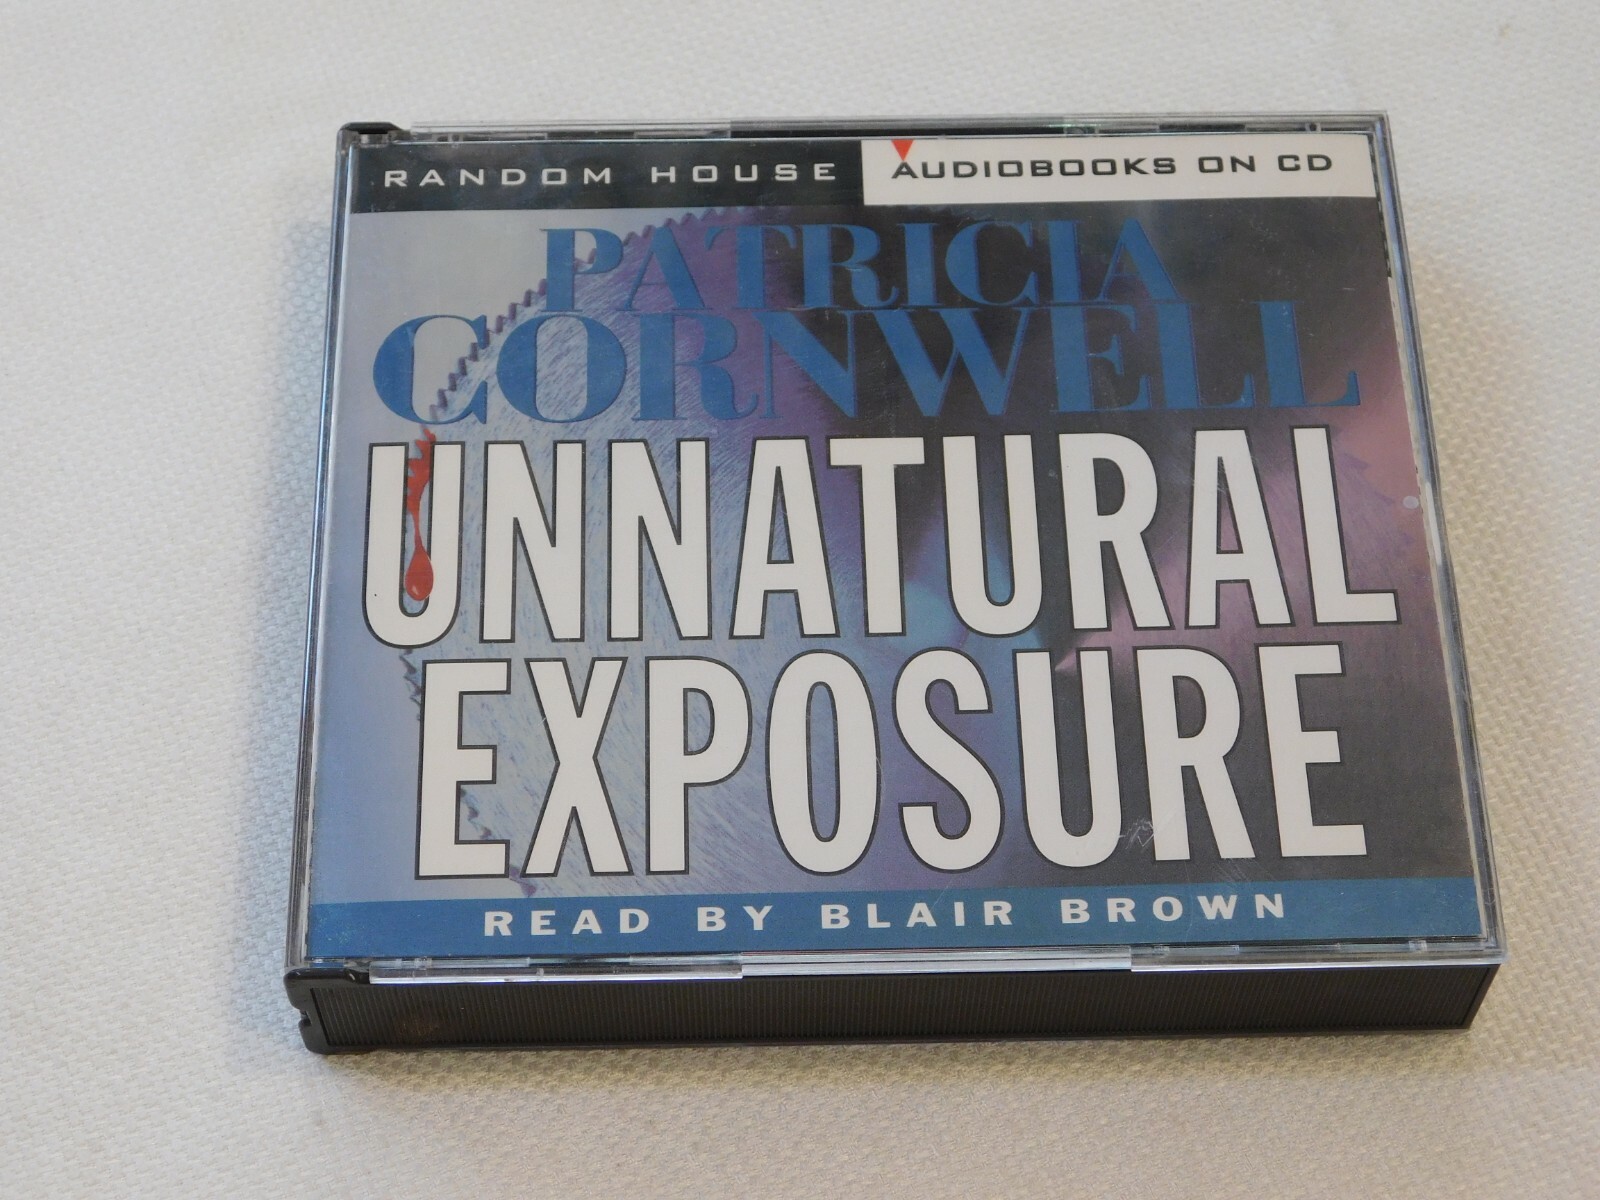 RANDOM HOUSE AUDIOBOOKS ON CD
PATRICIA
CORNWELL
UNNATURAL
EXPOSURE
READ BY BLAIR BROWN